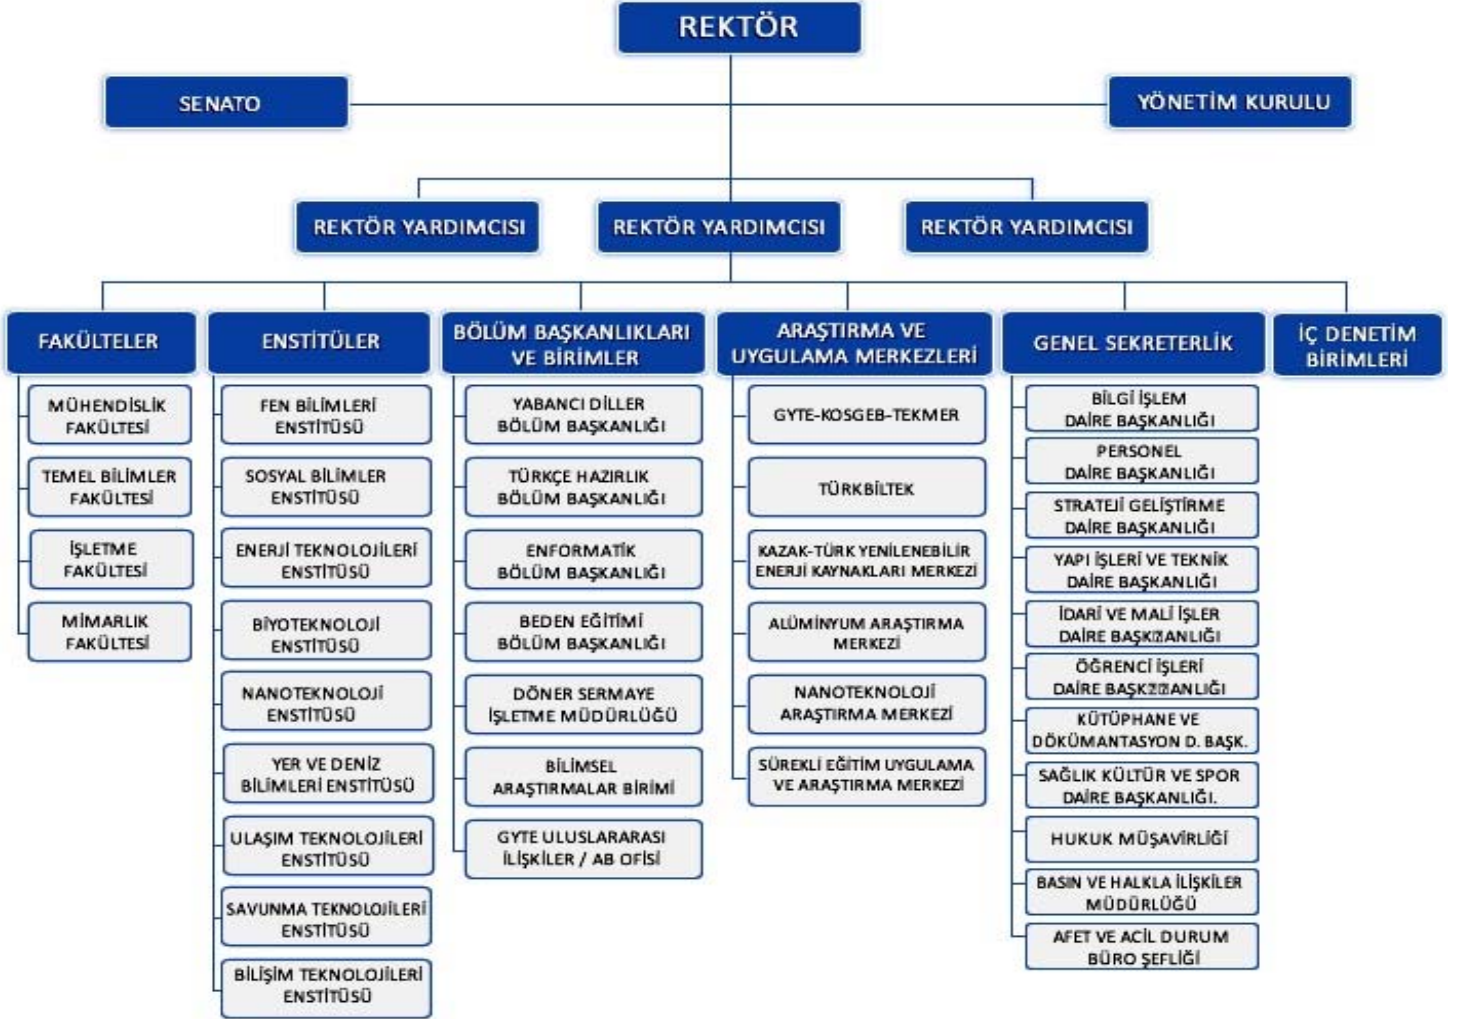 REKTÖR
SENATO
YÖNETİM KURULU
REKTÖR YARDIMCISI
REKTÖR YARDIMCISI
REKTÖR YARDIMCISI
FAKÜLTELER
MÜHENDİSLİK
FAKÜLTESİ
TEMEL BİLİMLER
FAKÜLTESİ
İŞLETME
FAKÜLTESİ
MİMARLIK
FAKÜLTESİ
ENSTİTÜLER
FEN BİLİMLERİ
ENSTİTÜSÜ
SOSYAL BİLİMLER
ENSTİTÜSÜ
ENERJİ TEKNOLOJİLERİ
ENSTİTÜSÜ
BİYOTEKNOLOJİ
ENSTİTÜSÜ
NANOTEKNOLOJİ
ENSTİTÜSÜ
YER VE DENİZ
BİLİMLERİ ENSTİTÜSÜ
ULAŞIM TEKNOLOJİLERİ
ENSTİTÜSÜ
SAVUNMA TEKNOLOJİLERİ
ENSTİTÜSÜ
BİLİŞİM TEKNOLOJİLERİ
ENSTİTÜSÜ
BÖLÜM BAŞKANLIKLARI
VE BİRİMLER
YABANCI DİLLER
BÖLÜM BAŞKANLIĞI
TÜRKÇE HAZIRLIK
BÖLÜM BAŞKANLIĞI
ENFORMATİK
BÖLÜM BAŞKANLIĞI
BEDEN EĞİTİMİ
BÖLÜM BAŞKANLIĞI
DÖNER SERMAYE
İŞLETME MÜDÜRLÜĞÜ
BİLİMSEL
ARAŞTIRMALAR BİRİMİ
GYTE ULUSLARARASI
İLİŞKİLER / AB OFİSİ
ARAŞTIRMA VE
UYGULAMA MERKEZLERİ
GYTE-KOSGEB-TEKMER
TÜRKBİLTEK
KAZAK-TÜRK YENİLENEBİLİR
ENERJİ KAYNAKLARI MERKEZİ
ALÜMİNYUM ARAŞTIRMA
MERKEZİ
NANOTEKNOLOJİ
ARAŞTIRMA MERKEZİ
SÜREKLİ EĞİTİM UYGULAMA
VE ARAŞTIRMA MERKEZİ
GENEL SEKRETERLİK
BİLGİ İŞLEM
DAİRE BAŞKANLIĞI
PERSONEL
DAİRE BAŞKANLIĞI
STRATEJİ GELİŞTİRME
DAİRE BAŞKANLIĞI
YAPI İŞLERİ VE TEKNİK
DAİRE BAŞKANLIĞI
İDARİ VE MALİ İŞLER
DAİRE BAŞK⍰ANLIĞI
ÖĞRENCİ İŞLERİ
DAİRE BAŞK⍰⍰ANLIĞI
KÜTÜPHANE VE
DÖKÜMANTASYON D. BAŞK.
SAĞLIK KÜLTÜR VE SPOR
DAİRE BAŞKANLIĞI.
HUKUK MÜŞAVİRLİĞİ
BASIN VE HALKLA İLİŞKİLER
MÜDÜRLÜĞÜ
AFET VE ACİL DURUM
BÜRO ŞEFLİĞİ
İÇ DENETİM
BİRİMLERİ